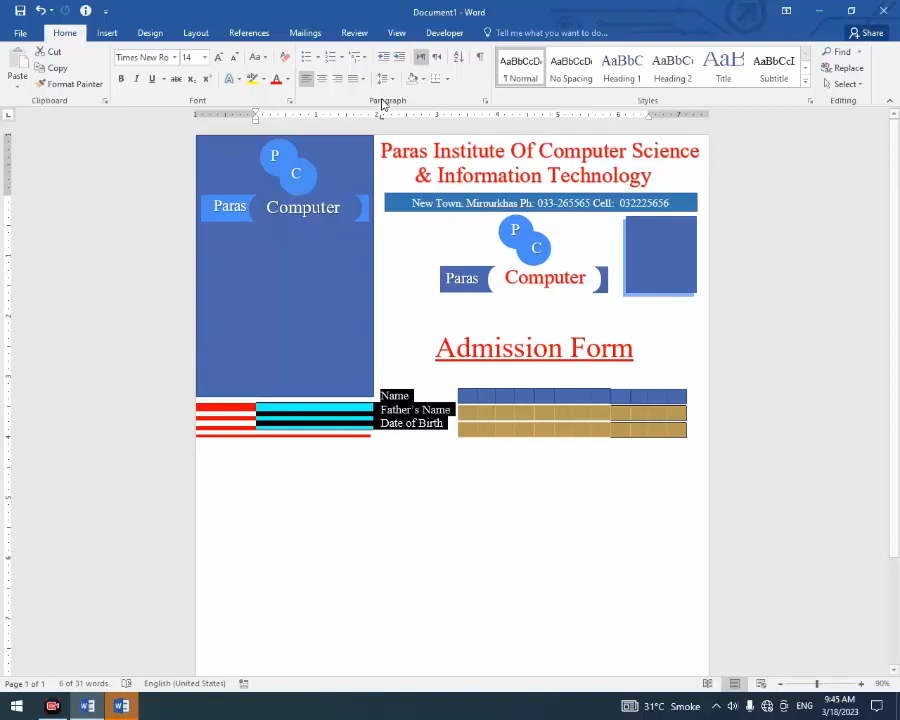 Document1 - Word
File
Home
Insert
Design
Layout
References
Mailings
Review
View
Developer
Tell me what you want to do...
Share
Paste
Cut
Copy
Format Painter
Clipboard
Times New Ro
14
Font
Paragraph
AaBbCcDc
¶ Normal
AaBbCcDc
No Spacing
AaBbC
Heading 1
AaBbCc
Heading 2
AaB
Title
AaBbCcD
Subtitle
Styles
Find
Replace
Select
Editing
P
C
Paras Computer
Paras Institute Of Computer Science
& Information Technology
New Town, Mirpurkhas Ph: 033-265565 Cell: 032225656
P
C
Paras Computer
Admission Form
Name
Father's Name
Date of Birth
Page 1 of 1
6 of 31 words
English (United States)
90%
31°C Smoke
ENG
9:45 AM
3/18/2023